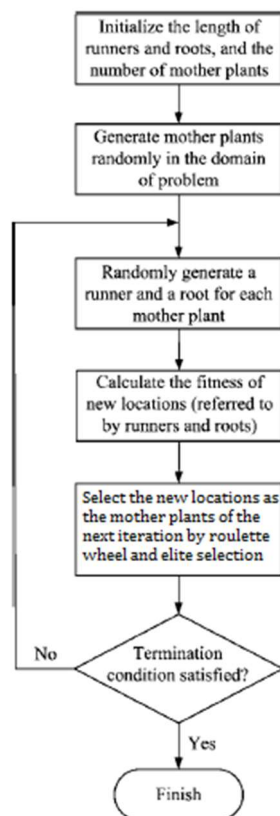 Initialize the length of
runners and roots, and the
number of mother plants
Generate mother plants
randomly in the domain
of problem
Randomly generate a
runner and a root for each
mother plant
Calculate the fitness of
new locations (referred to
by runners and roots)
Select the new locations as
the mother plants of the
next iteration by roulette
wheel and elite selection
Termination
condition satisfied?
No
Yes
Finish